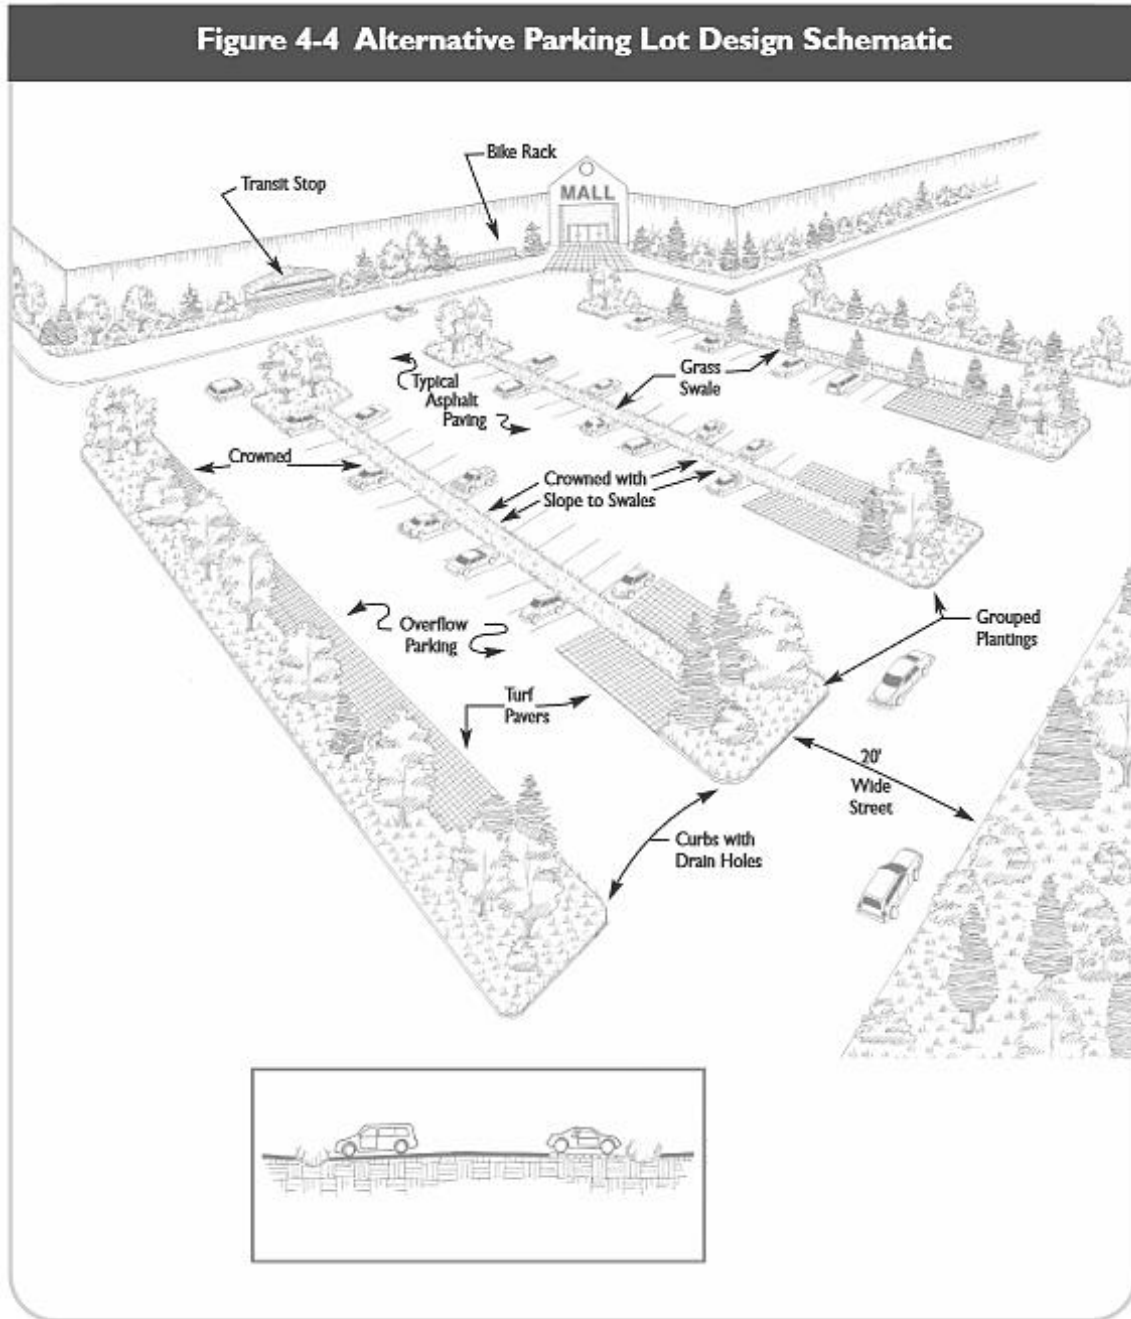 Figure 4-4 Alternative Parking Lot Design Schematic
Bike Rack
Transit Stop
MALL
Typical
Asphalt
Paving
Grass
Swale
Crowned
Crowned with
Slope to Swales
Overflow
Parking
Grouped
Plantings
Turf
Pavers
20'
Wide
Street
Curbs with
Drain Holes